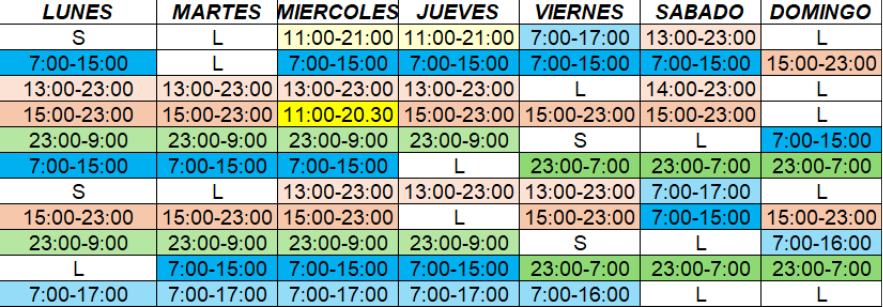 LUNES MARTES MIERCOLES JUEVES VIERNES SABADO DOMINGO
S L 11:00-21:00 11:00-21:00 7:00-17:00 13:00-23:00 L
7:00-15:00 L 7:00-15:00 7:00-15:00 7:00-15:00 7:00-15:00 15:00-23:00
13:00-23:00 13:00-23:00 13:00-23:00 13:00-23:00 L 14:00-23:00 L
15:00-23:00 15:00-23:00 11:00-20.30 15:00-23:00 15:00-23:00 15:00-23:00 L
23:00-9:00 23:00-9:00 23:00-9:00 23:00-9:00 S L 7:00-15:00
7:00-15:00 7:00-15:00 7:00-15:00 L 23:00-7:00 23:00-7:00 23:00-7:00
S L 13:00-23:00 13:00-23:00 13:00-23:00 7:00-17:00 L
15:00-23:00 15:00-23:00 15:00-23:00 L 15:00-23:00 7:00-15:00 15:00-23:00
23:00-9:00 23:00-9:00 23:00-9:00 23:00-9:00 S L 7:00-16:00
L 7:00-15:00 7:00-15:00 7:00-15:00 23:00-7:00 23:00-7:00 23:00-7:00
7:00-17:00 7:00-17:00 7:00-17:00 7:00-17:00 7:00-16:00 L L